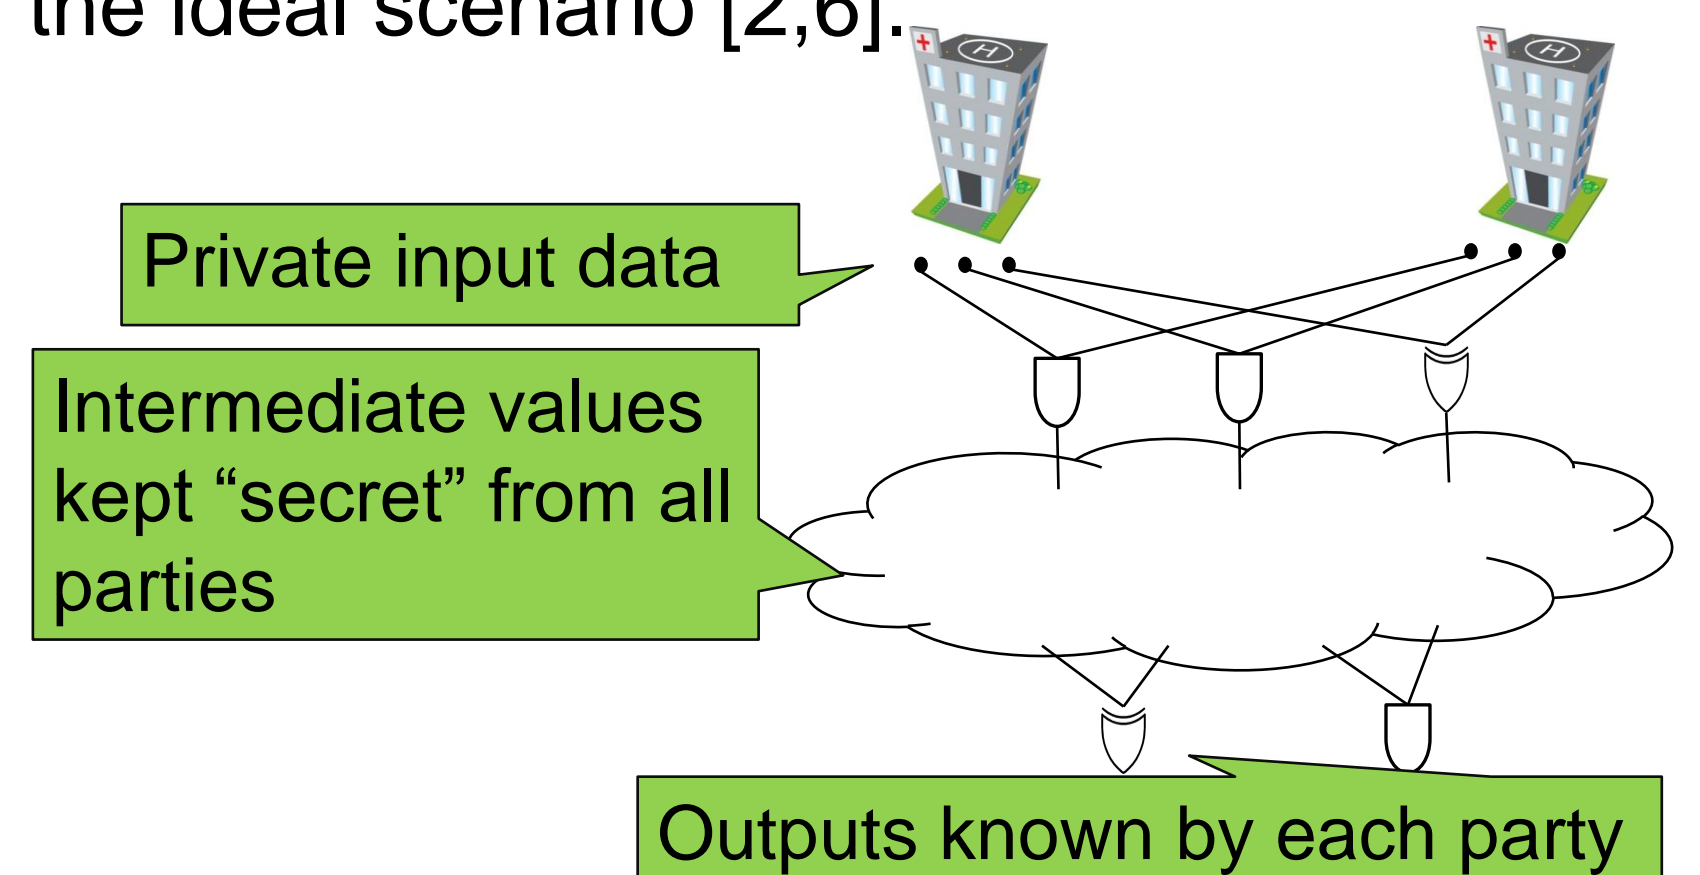 the ideal scenario [2,6].
H
H
Private input data
Intermediate values
kept “secret” from all
parties
Outputs known by each party